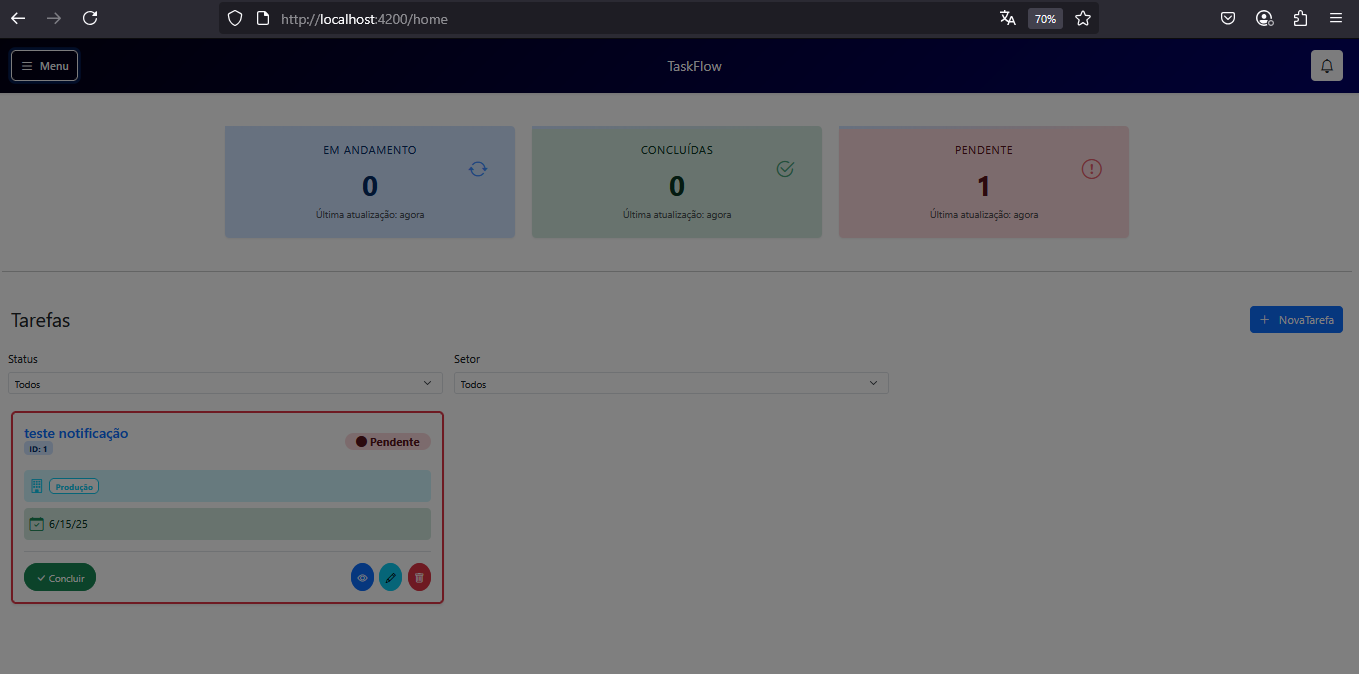 http://localhost:4200/home
70%
Menu
TaskFlow
EM ANDAMENTO
0
Última atualização: agora
CONCLUÍDAS
0
Última atualização: agora
PENDENTE
1
Última atualização: agora
Tarefas
+ NovaTarefa
Status
Setor
Todos
Todos
teste notificação
ID: 1
Pendente
Produção
6/15/25
Concluir